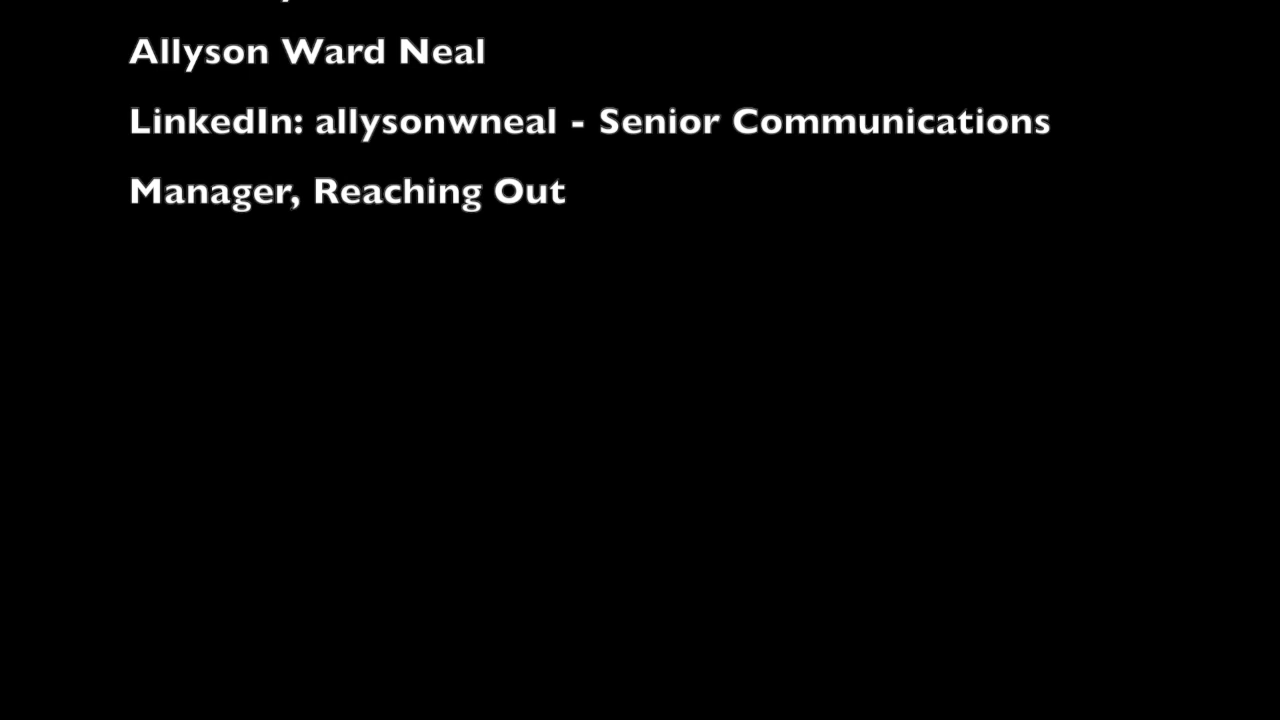 Allyson Ward Neal
LinkedIn: allysonwneal - Senior Communications
Manager, Reaching Out